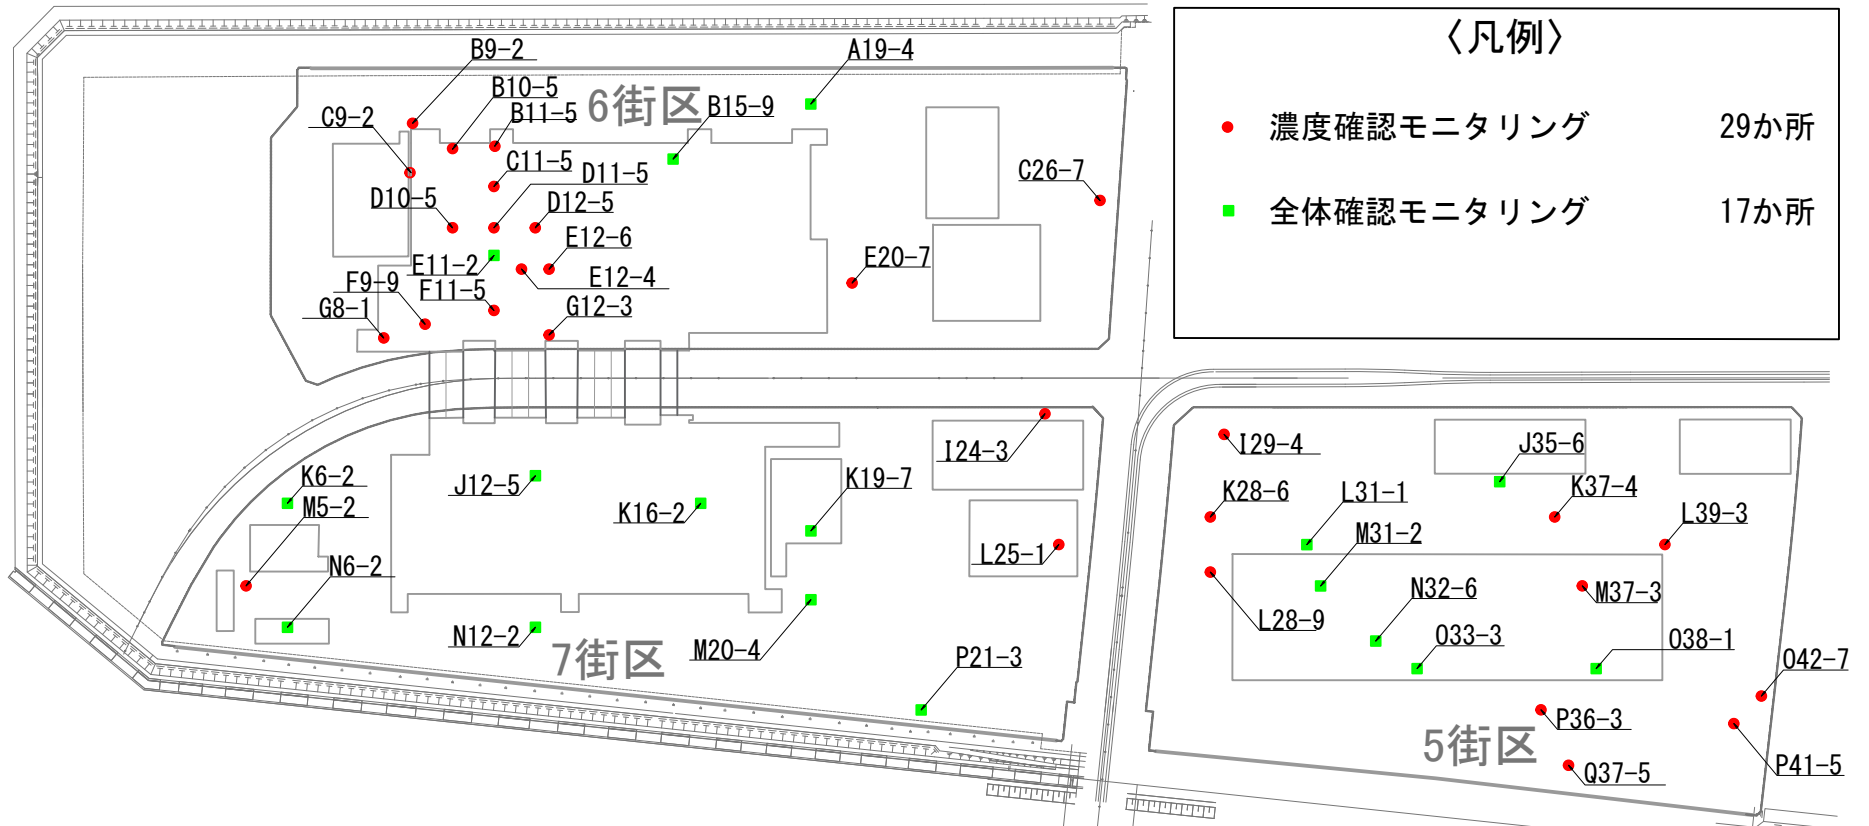 〈凡例〉
濃度確認モニタリング 29か所
全体確認モニタリング 17か所
B9-2
A19-4
B10-5
6街区
B15-9
B11-5
C9-2
C11-5
D11-5
C26-7
D10-5
D12-5
E12-6
E11-2
E20-7
E12-4
F9-9
F11-5
G8-1
G12-3
I24-3
I29-4
J35-6
K6-2
J12-5
K19-7
M5-2
K16-2
K28-6
L31-1
K37-4
L39-3
M31-2
L25-1
N6-2
N32-6
M37-3
L28-9
N12-2
7街区
M20-4
P21-3
O33-3
O38-1
O42-7
P36-3
5街区
Q37-5
P41-5